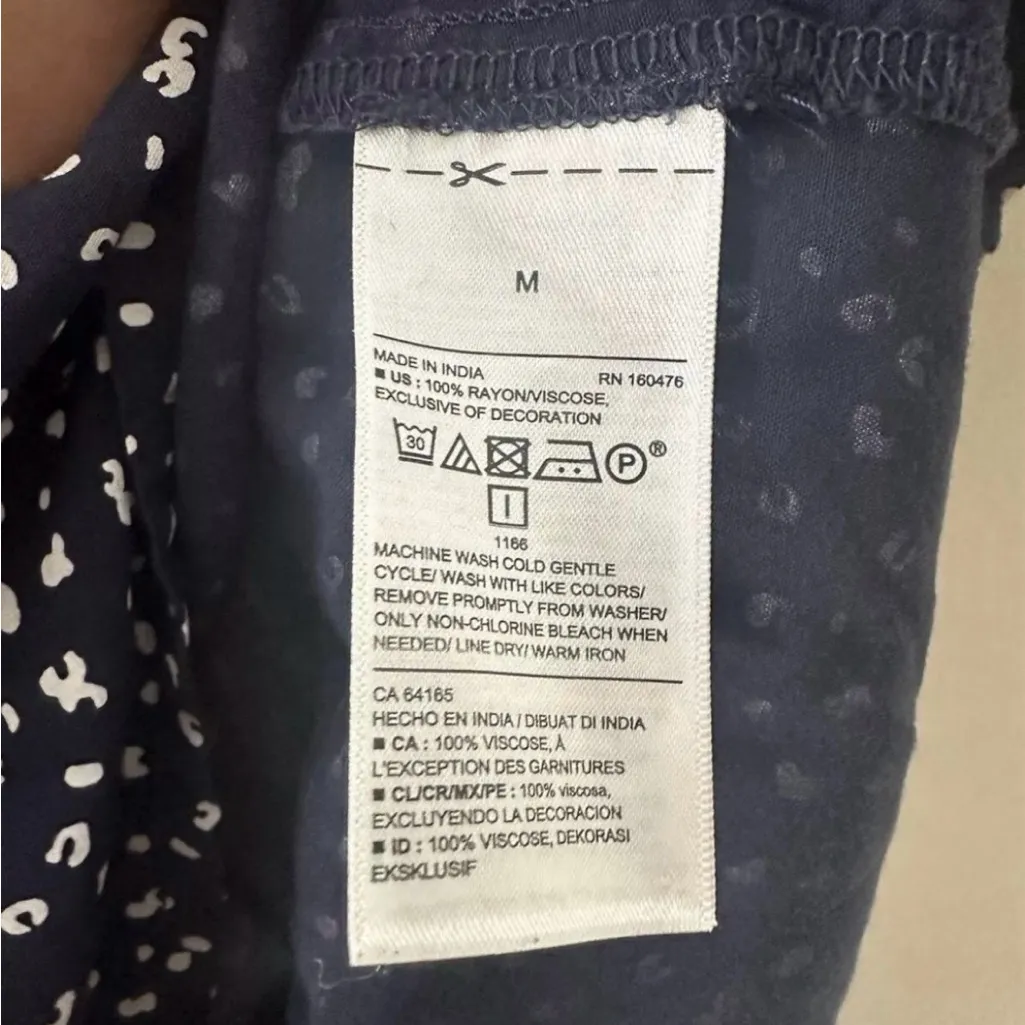 M
MADE IN INDIA RN 160476
■ US : 100% RAYON/VISCOSE,
EXCLUSIVE OF DECORATION
30 P ®
1166
MACHINE WASH COLD GENTLE
CYCLE/ WASH WITH LIKE COLORS/
REMOVE PROMPTLY FROM WASHER/
ONLY NON-CHLORINE BLEACH WHEN
NEEDED/ LINE DRY/ WARM IRON
CA 64165
HECHO EN INDIA / DIBUAT DI INDIA
■ CA : 100% VISCOSE, À
L'EXCEPTION DES GARNITURES
■ CL/CR/MX/PE : 100% viscosa,
EXCLUYENDO LA DECORACION
■ ID : 100% VISCOSE, DEKORASI
EKSKLUSIF